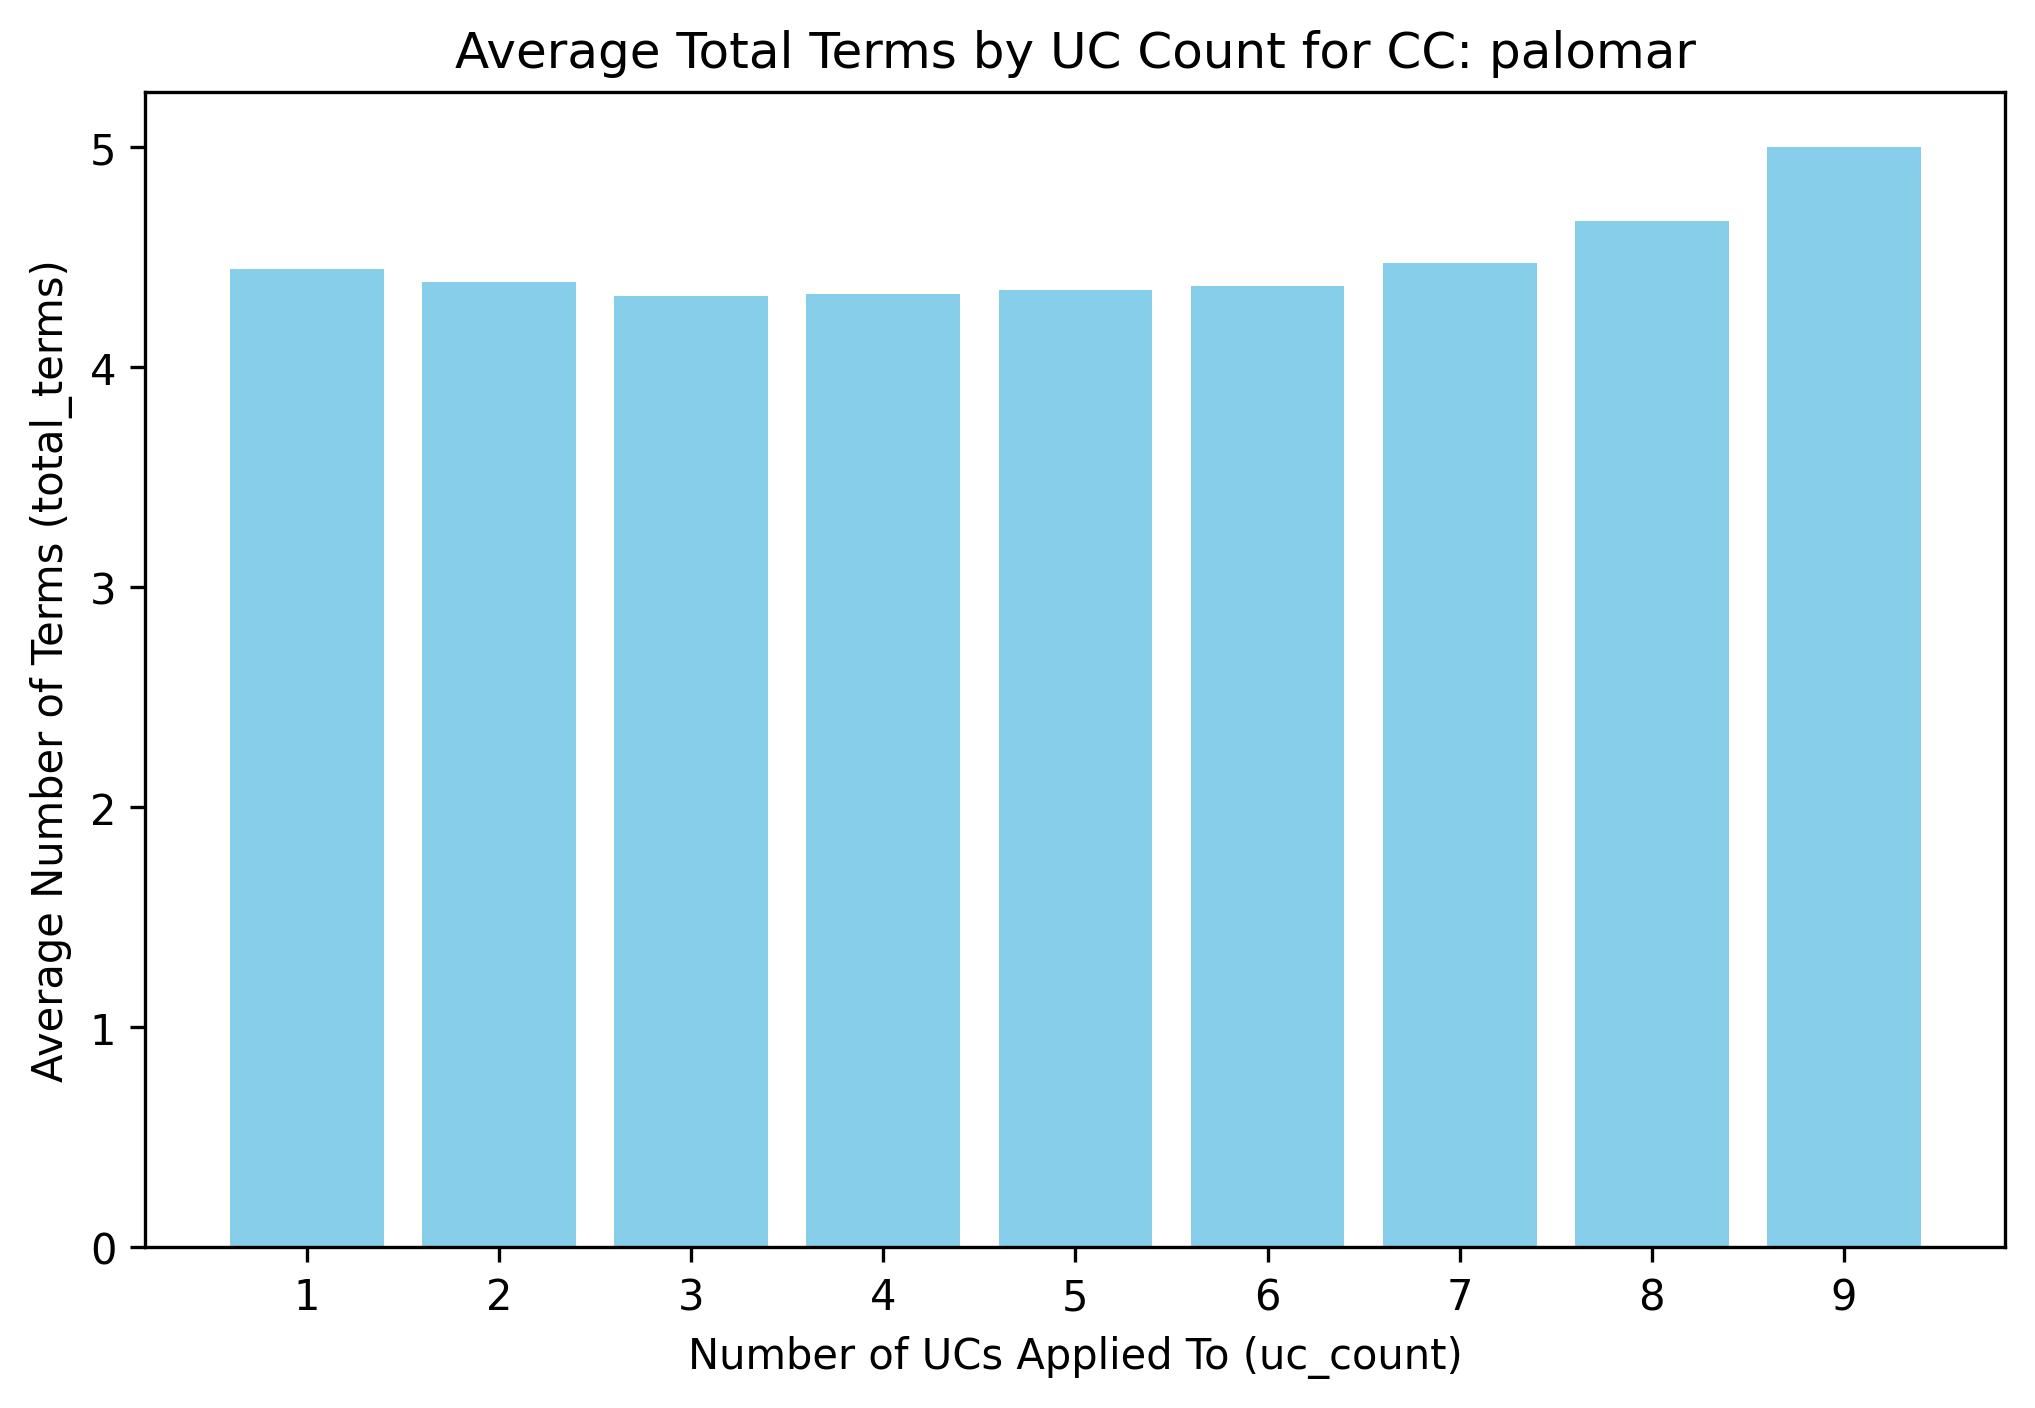 Average Total Terms by UC Count for CC: palomar
Average Number of Terms (total_terms)
5
4
3
2
1
0
1 2 3 4 5 6 7 8 9
Number of UCs Applied To (uc_count)